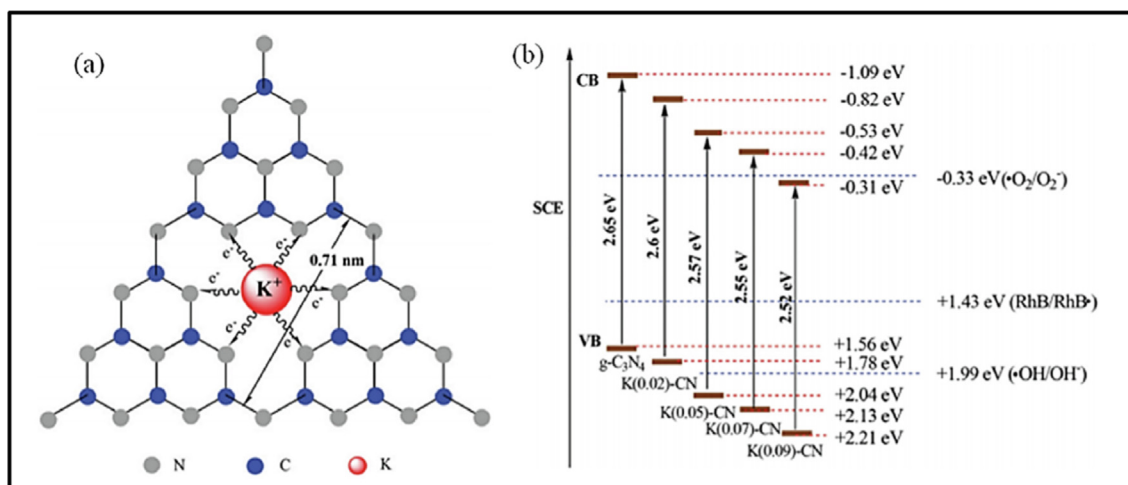 (a)
K⁺
e⁻
e⁻
e⁻
e⁻
e⁻
e⁻
0.71 nm
N
C
K
(b)
SCE
CB
VB
2.65 eV
2.6 eV
2.57 eV
2.55 eV
2.52 eV
g-C₃N₄
K(0.02)-CN
K(0.05)-CN
K(0.07)-CN
K(0.09)-CN
-1.09 eV
-0.82 eV
-0.53 eV
-0.42 eV
-0.31 eV
-0.33 eV(•O₂/O₂⁻)
+1.43 eV (RhB/RhB•)
+1.56 eV
+1.78 eV
+1.99 eV (•OH/OH⁻)
+2.04 eV
+2.13 eV
+2.21 eV